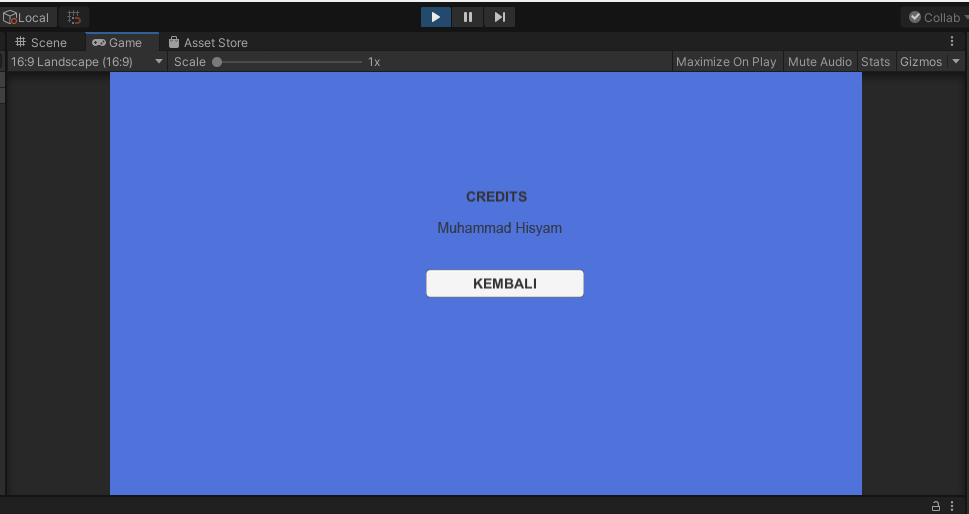 Local
Collab
Scene
Game
Asset Store
16:9 Landscape (16:9)
Scale
1x
Maximize On Play
Mute Audio
Stats
Gizmos
CREDITS
Muhammad Hisyam
KEMBALI